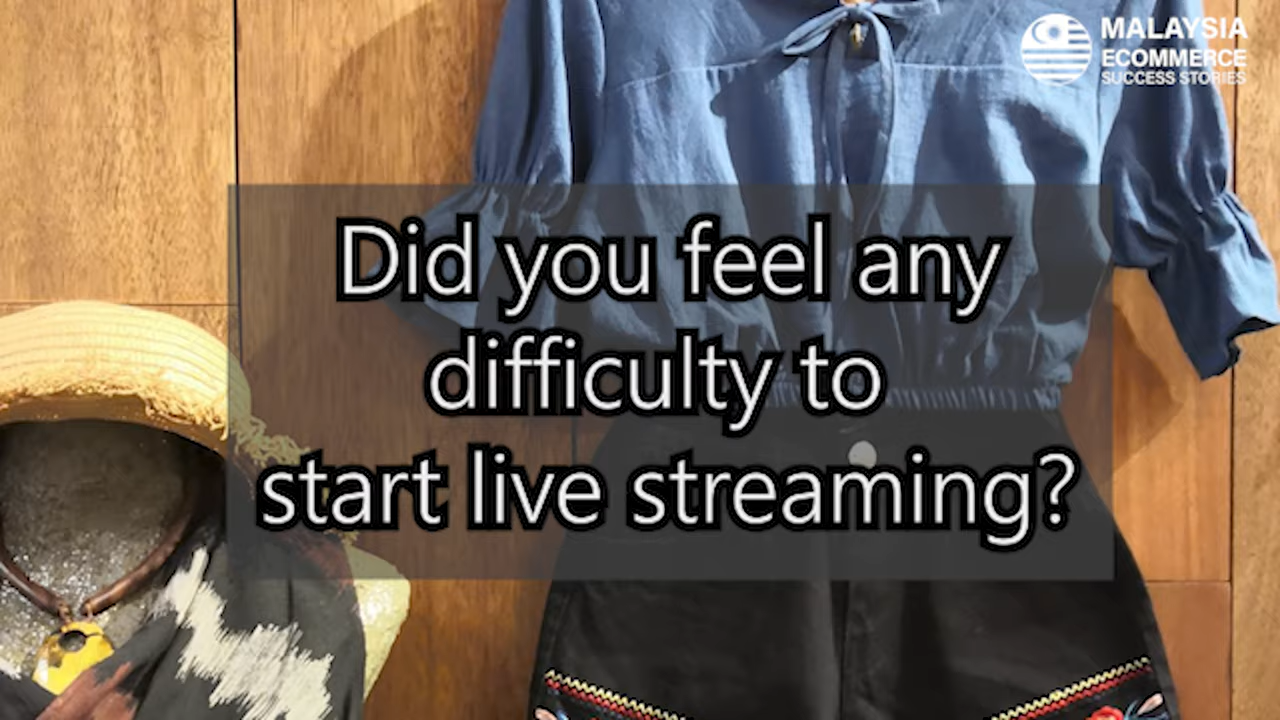 MALAYSIA
ECOMMERCE
SUCCESS STORIES
Did you feel any
difficulty to
start live streaming?